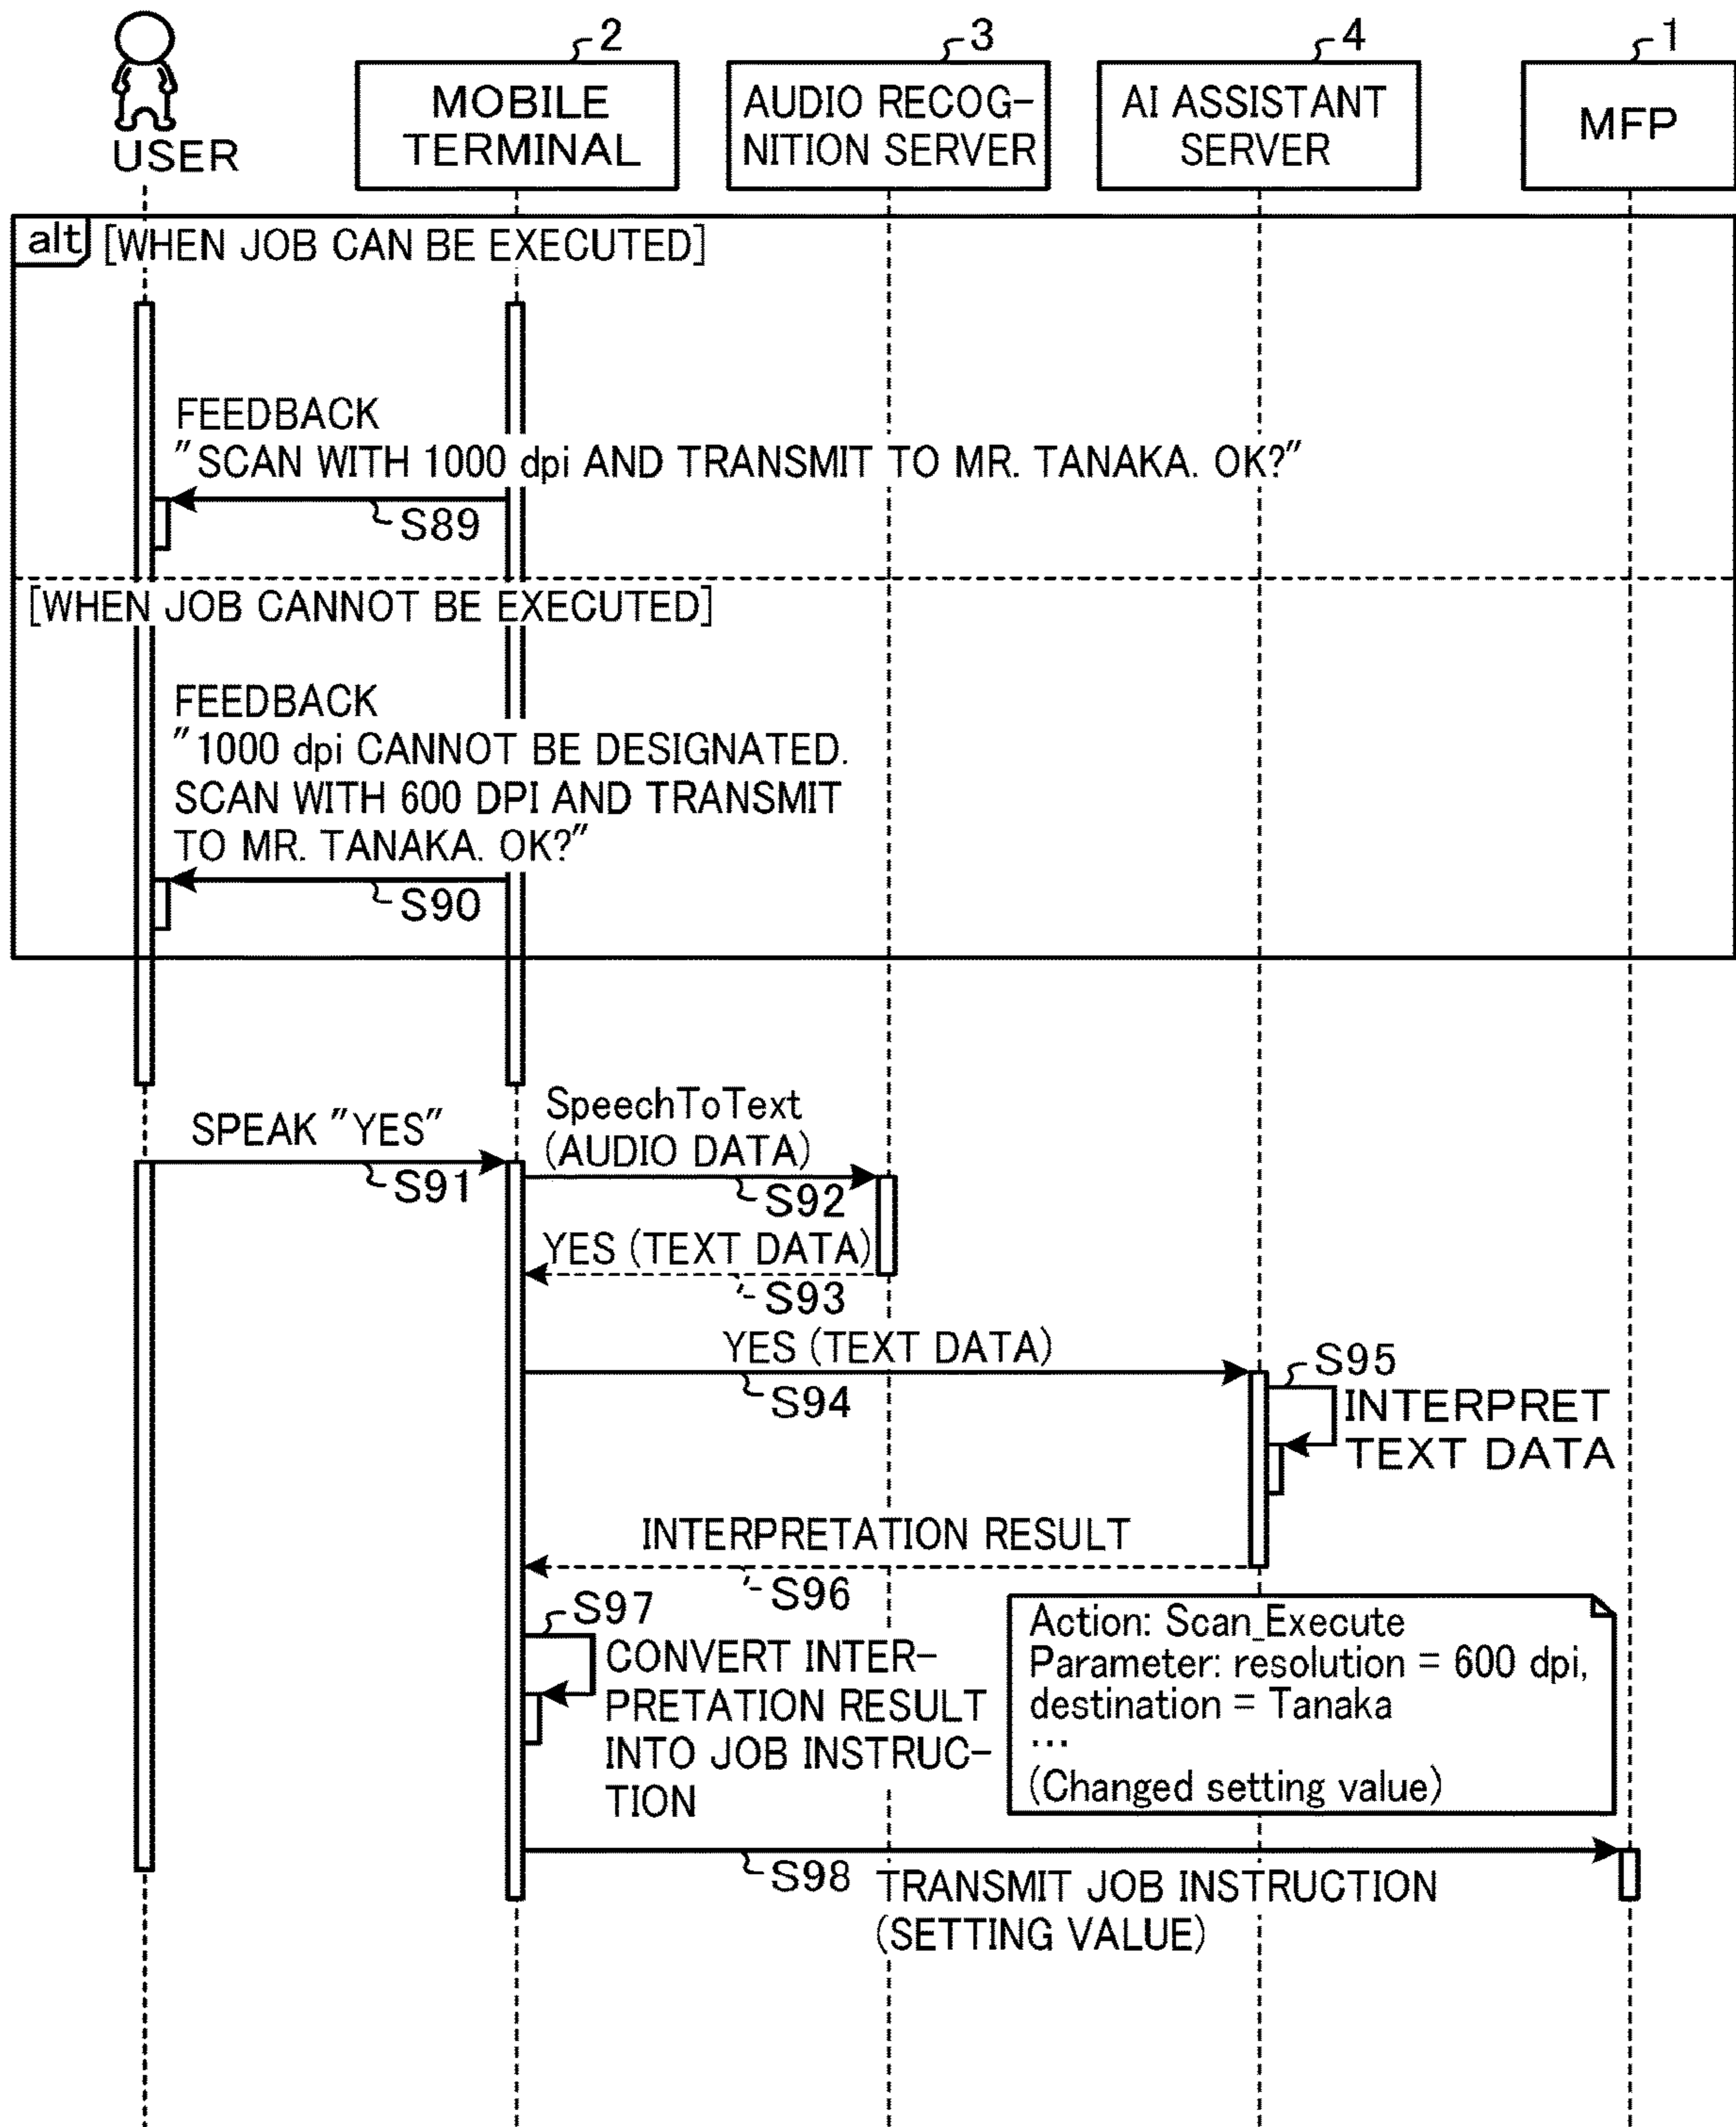 2
3
4
1
USER
MOBILE
TERMINAL
AUDIO RECOG-
NITION SERVER
AI ASSISTANT
SERVER
MFP
alt
[WHEN JOB CAN BE EXECUTED]
FEEDBACK
"SCAN WITH 1000 dpi AND TRANSMIT TO MR. TANAKA. OK?"
S89
[WHEN JOB CANNOT BE EXECUTED]
FEEDBACK
"1000 dpi CANNOT BE DESIGNATED.
SCAN WITH 600 DPI AND TRANSMIT
TO MR. TANAKA. OK?"
S90
SPEAK "YES"
S91
SpeechToText
(AUDIO DATA)
S92
YES (TEXT DATA)
S93
YES (TEXT DATA)
S94
S95
INTERPRET
TEXT DATA
INTERPRETATION RESULT
S96
S97
CONVERT INTER-
PRETATION RESULT
INTO JOB INSTRUC-
TION
Action: Scan_Execute
Parameter: resolution = 600 dpi,
destination = Tanaka
...
(Changed setting value)
S98
TRANSMIT JOB INSTRUCTION
(SETTING VALUE)